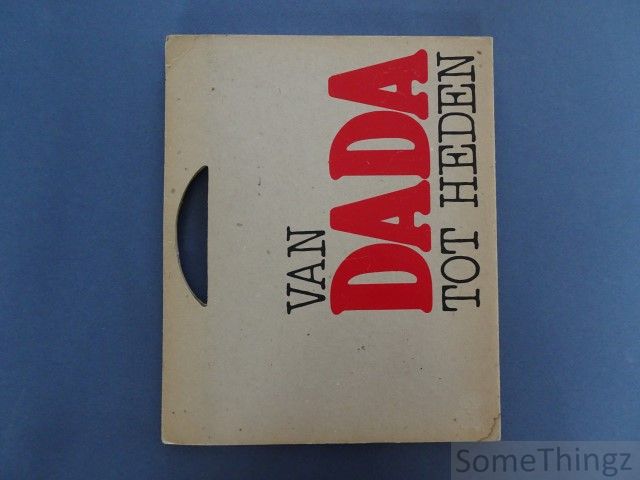 VAN
DADA
TOT HEDEN
SomeThingz